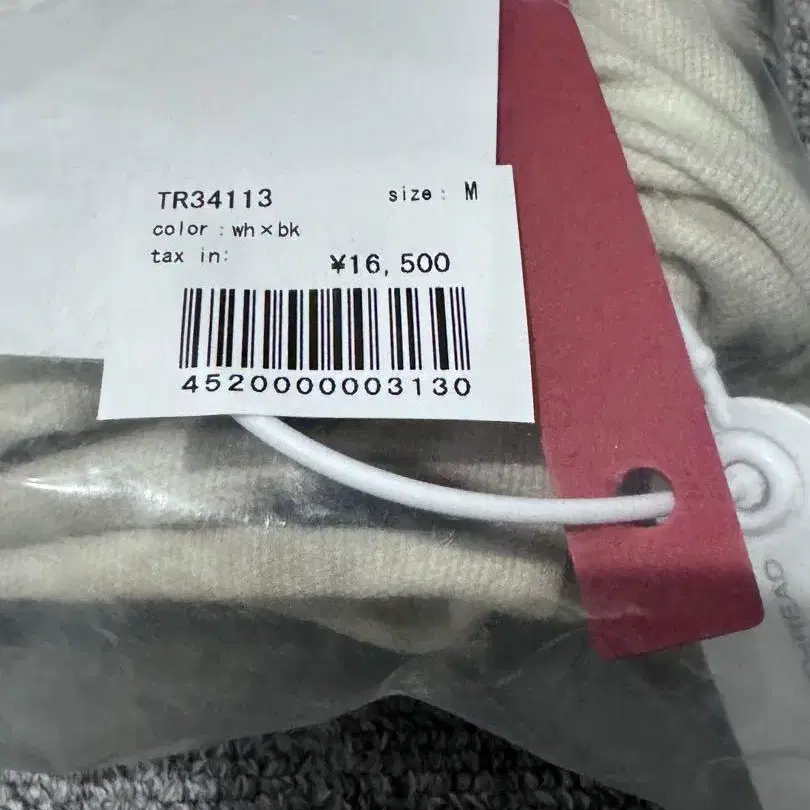 TR34113
size: M
color : wh×bk
tax in:
¥16,500
4520000003130